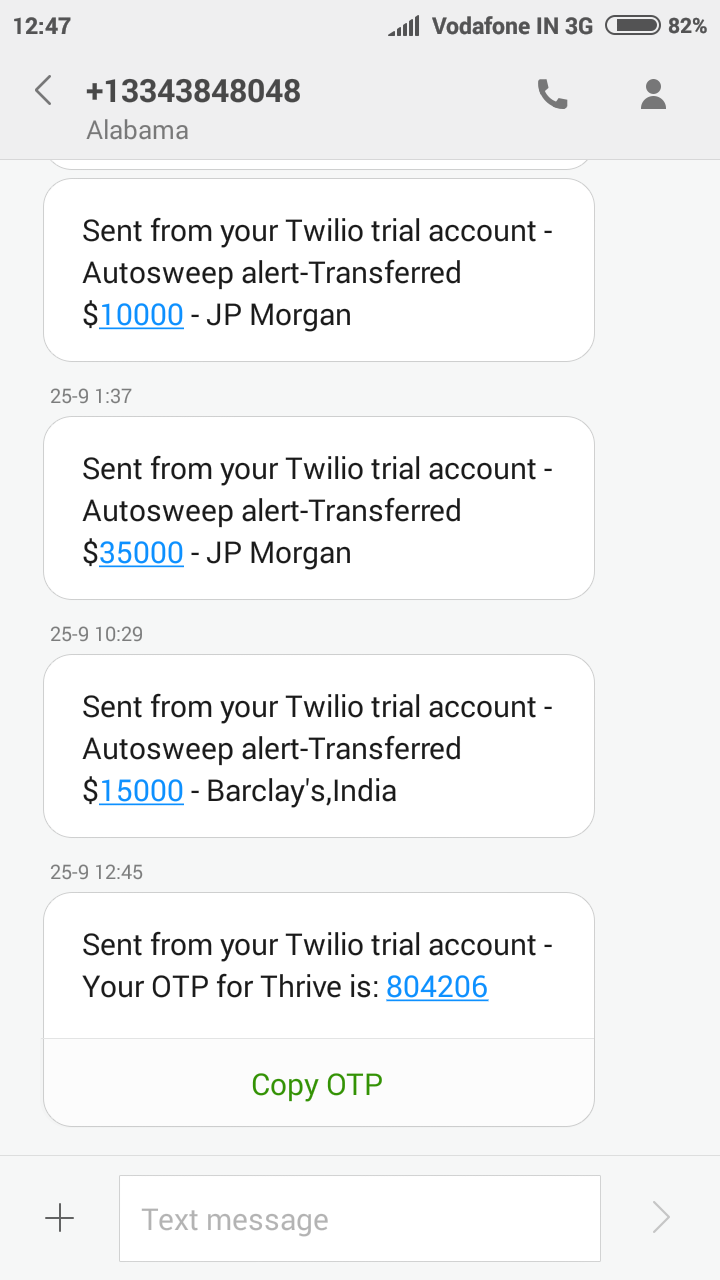 12:47 Vodafone IN 3G 82%
+13343848048
Alabama
Sent from your Twilio trial account -
Autosweep alert-Transferred
$10000 - JP Morgan
25-9 1:37
Sent from your Twilio trial account -
Autosweep alert-Transferred
$35000 - JP Morgan
25-9 10:29
Sent from your Twilio trial account -
Autosweep alert-Transferred
$15000 - Barclay's,India
25-9 12:45
Sent from your Twilio trial account -
Your OTP for Thrive is: 804206
Copy OTP
Text message